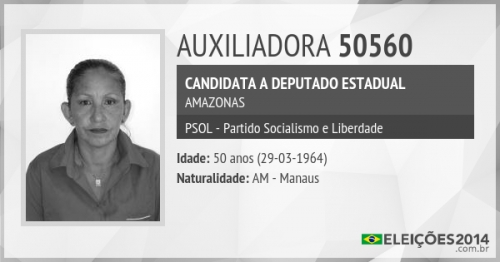 AUXILIADORA 50560
CANDIDATA A DEPUTADO ESTADUAL
AMAZONAS
PSOL - Partido Socialismo e Liberdade
Idade: 50 anos (29-03-1964)
Naturalidade: AM - Manaus
ELEIÇÕES2014
.com.br